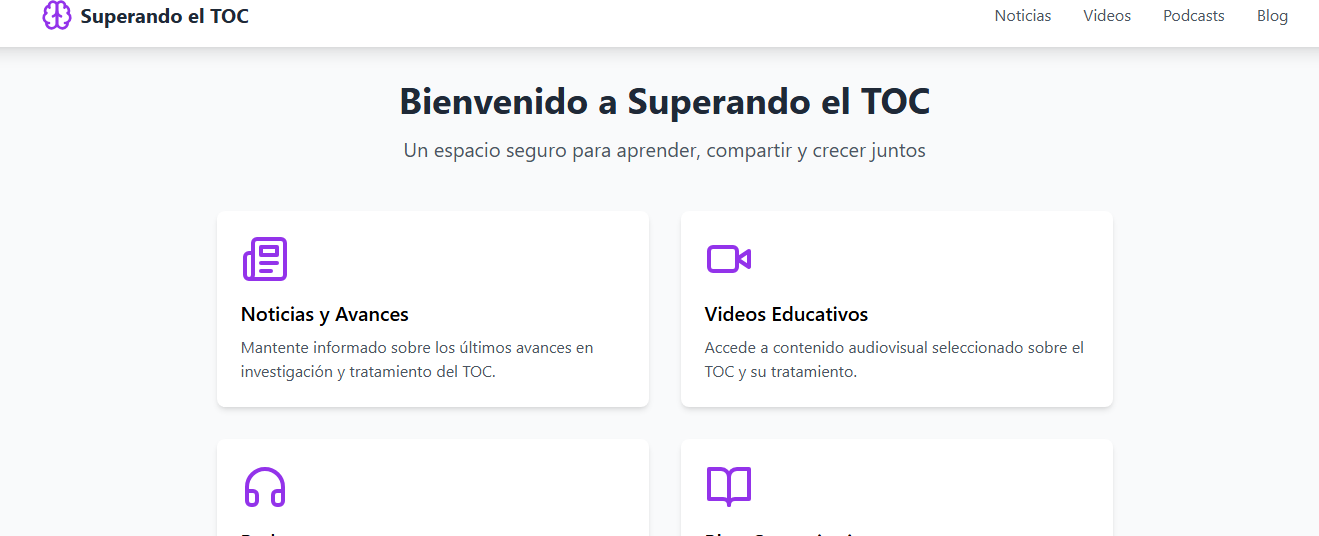 Superando el TOC
Noticias
Videos
Podcasts
Blog
Bienvenido a Superando el TOC
Un espacio seguro para aprender, compartir y crecer juntos
Noticias y Avances
Mantente informado sobre los últimos avances en
investigación y tratamiento del TOC.
Videos Educativos
Accede a contenido audiovisual seleccionado sobre el
TOC y su tratamiento.